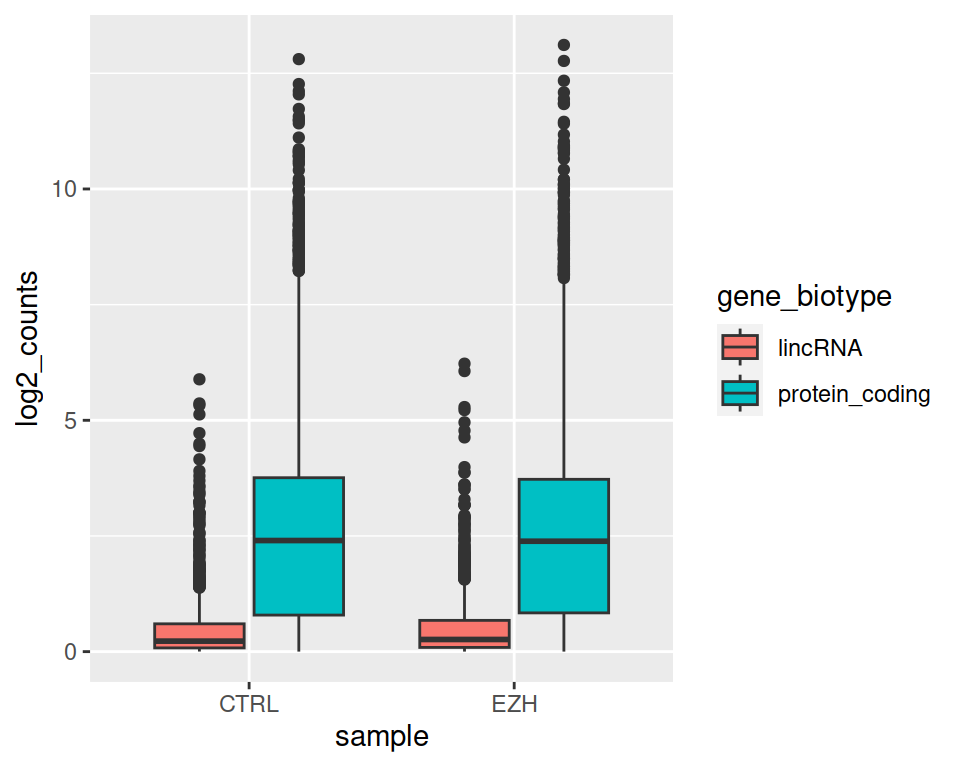 log2_counts
10
5
0
CTRL
EZH
sample
gene_biotype
lincRNA
protein_coding